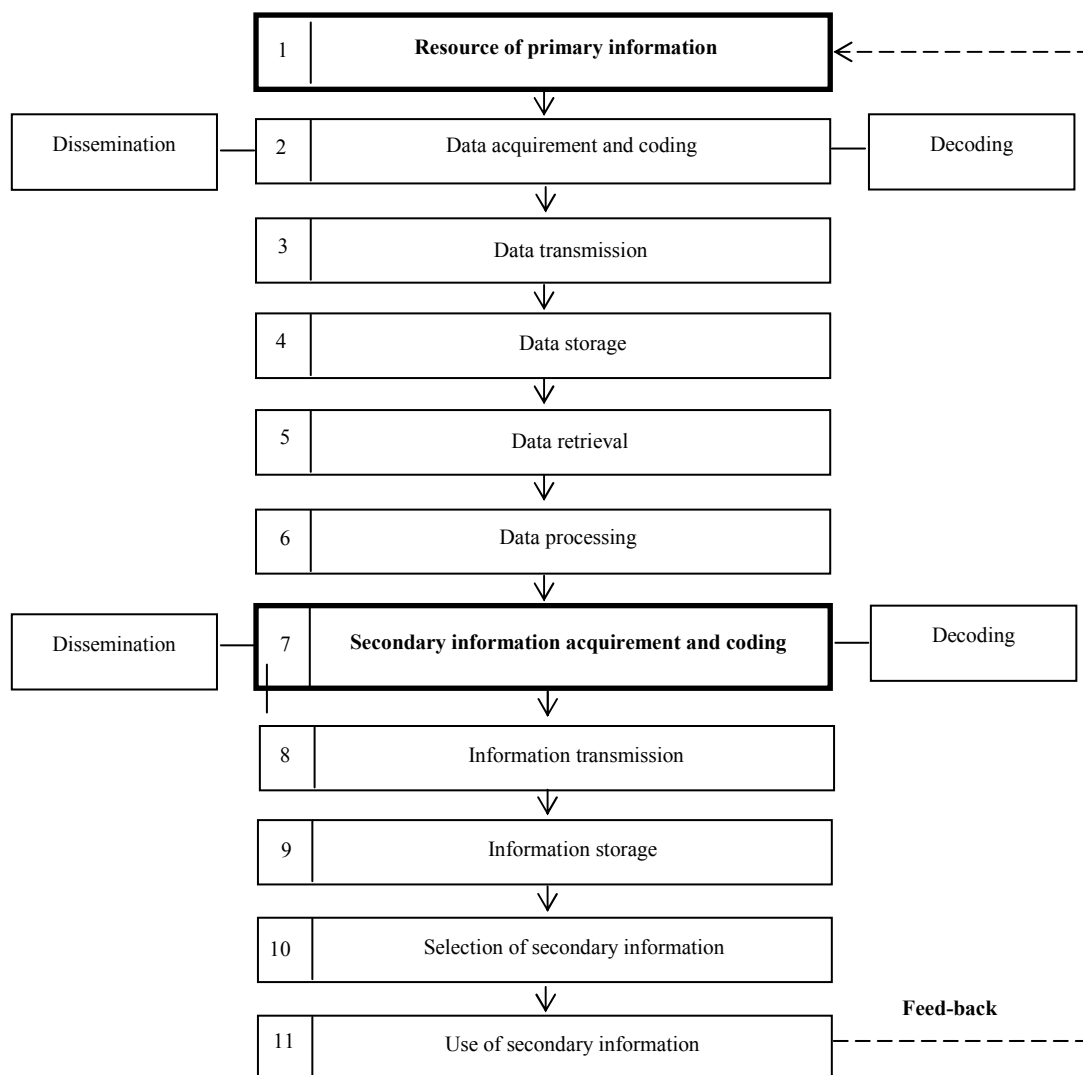 1 Resource of primary information
Dissemination 2 Data acquirement and coding Decoding
3 Data transmission
4 Data storage
5 Data retrieval
6 Data processing
Dissemination 7 Secondary information acquirement and coding Decoding
8 Information transmission
9 Information storage
10 Selection of secondary information
Feed-back
11 Use of secondary information